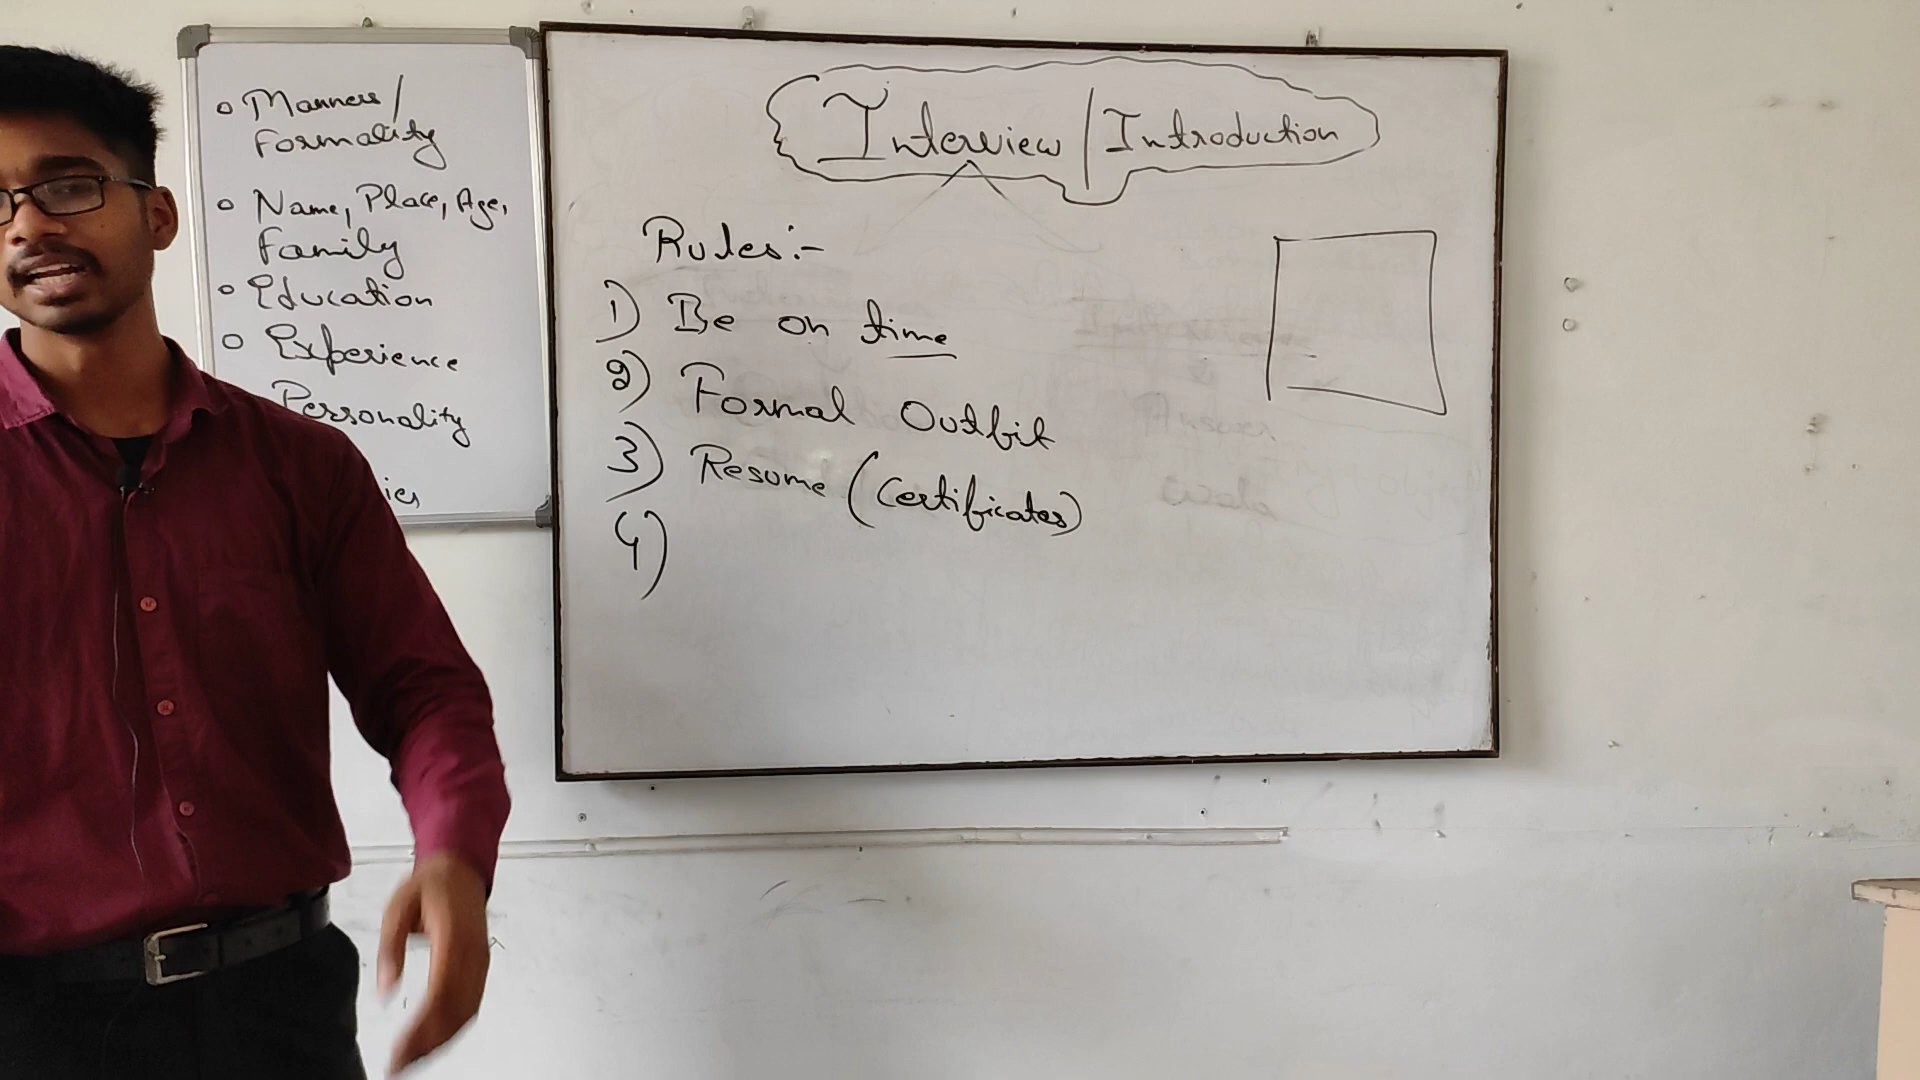 Manners/
Formality
Name, Place, Age,
Family
Education
Experience
Personality
Interview | Introduction
Rules:-
1) Be on time
2) Formal Outfit
3) Resume (Certificates)
4)